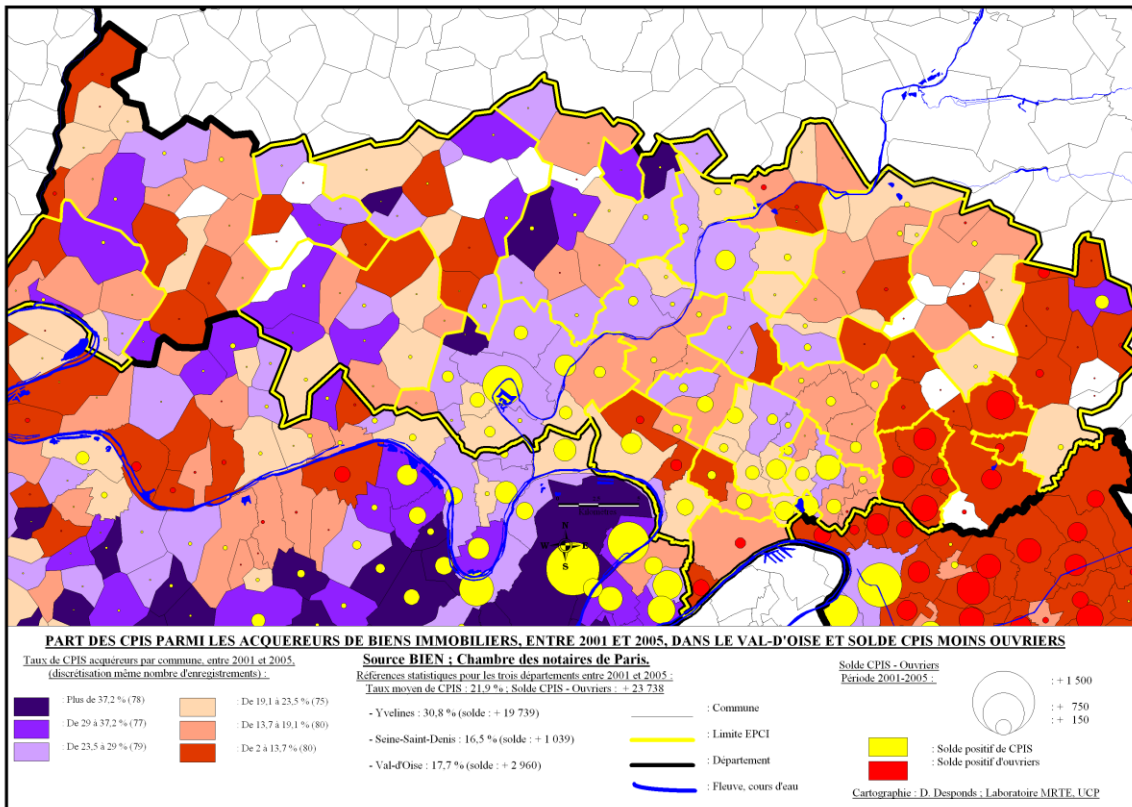 N
W E
S
PART DES CPIS PARMI LES ACQUEREURS DE BIENS IMMOBILIERS, ENTRE 2001 ET 2005, DANS LE VAL-D'OISE ET SOLDE CPIS MOINS OUVRIERS
Taux de CPIS acquéreurs par commune, entre 2001 et 2005,
(discrétisation même nombre d'enregistrements) :
: Plus de 37,2 % (78)
: De 29 à 37,2 % (77)
: De 23,5 à 29 % (79)
: De 19,1 à 23,5 % (75)
: De 13,7 à 19,1 % (80)
: De 2 à 13,7 % (80)
Source BIEN ; Chambre des notaires de Paris.
Références statistiques pour les trois départements entre 2001 et 2005 :
Taux moyen de CPIS : 21,9 % ; Solde CPIS - Ouvriers : + 23 738
- Yvelines : 30,8 % (solde : + 19 739)
- Seine-Saint-Denis : 16,5 % (solde : + 1 039)
- Val-d'Oise : 17,7 % (solde : + 2 960)
: Commune
: Limite EPCI
: Département
: Fleuve, cours d'eau
Solde CPIS - Ouvriers
Période 2001-2005 :
: + 1 500
: + 750
: + 150
: Solde positif de CPIS
: Solde positif d'ouvriers
Cartographie : D. Desponds ; Laboratoire MRTE, UCP